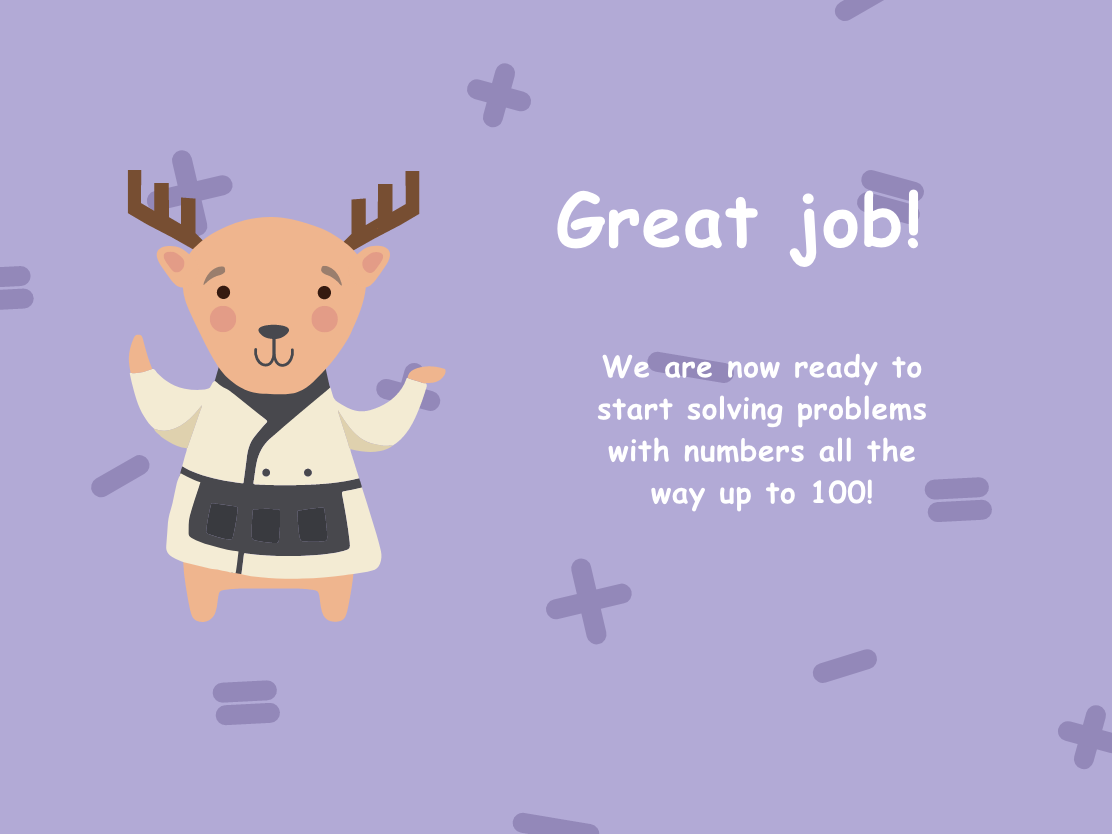 Great job!
We are now ready to
start solving problems
with numbers all the
way up to 100!